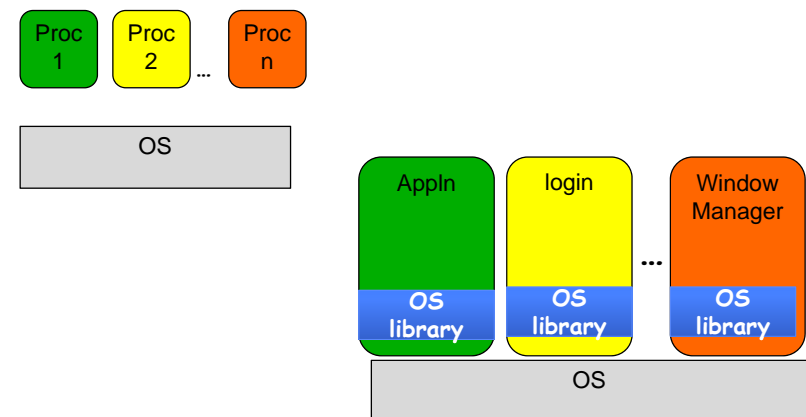 Proc
1
Proc
2
...
Proc
n
OS
Appln
login
...
Window
Manager
OS
library
OS
library
OS
library
OS